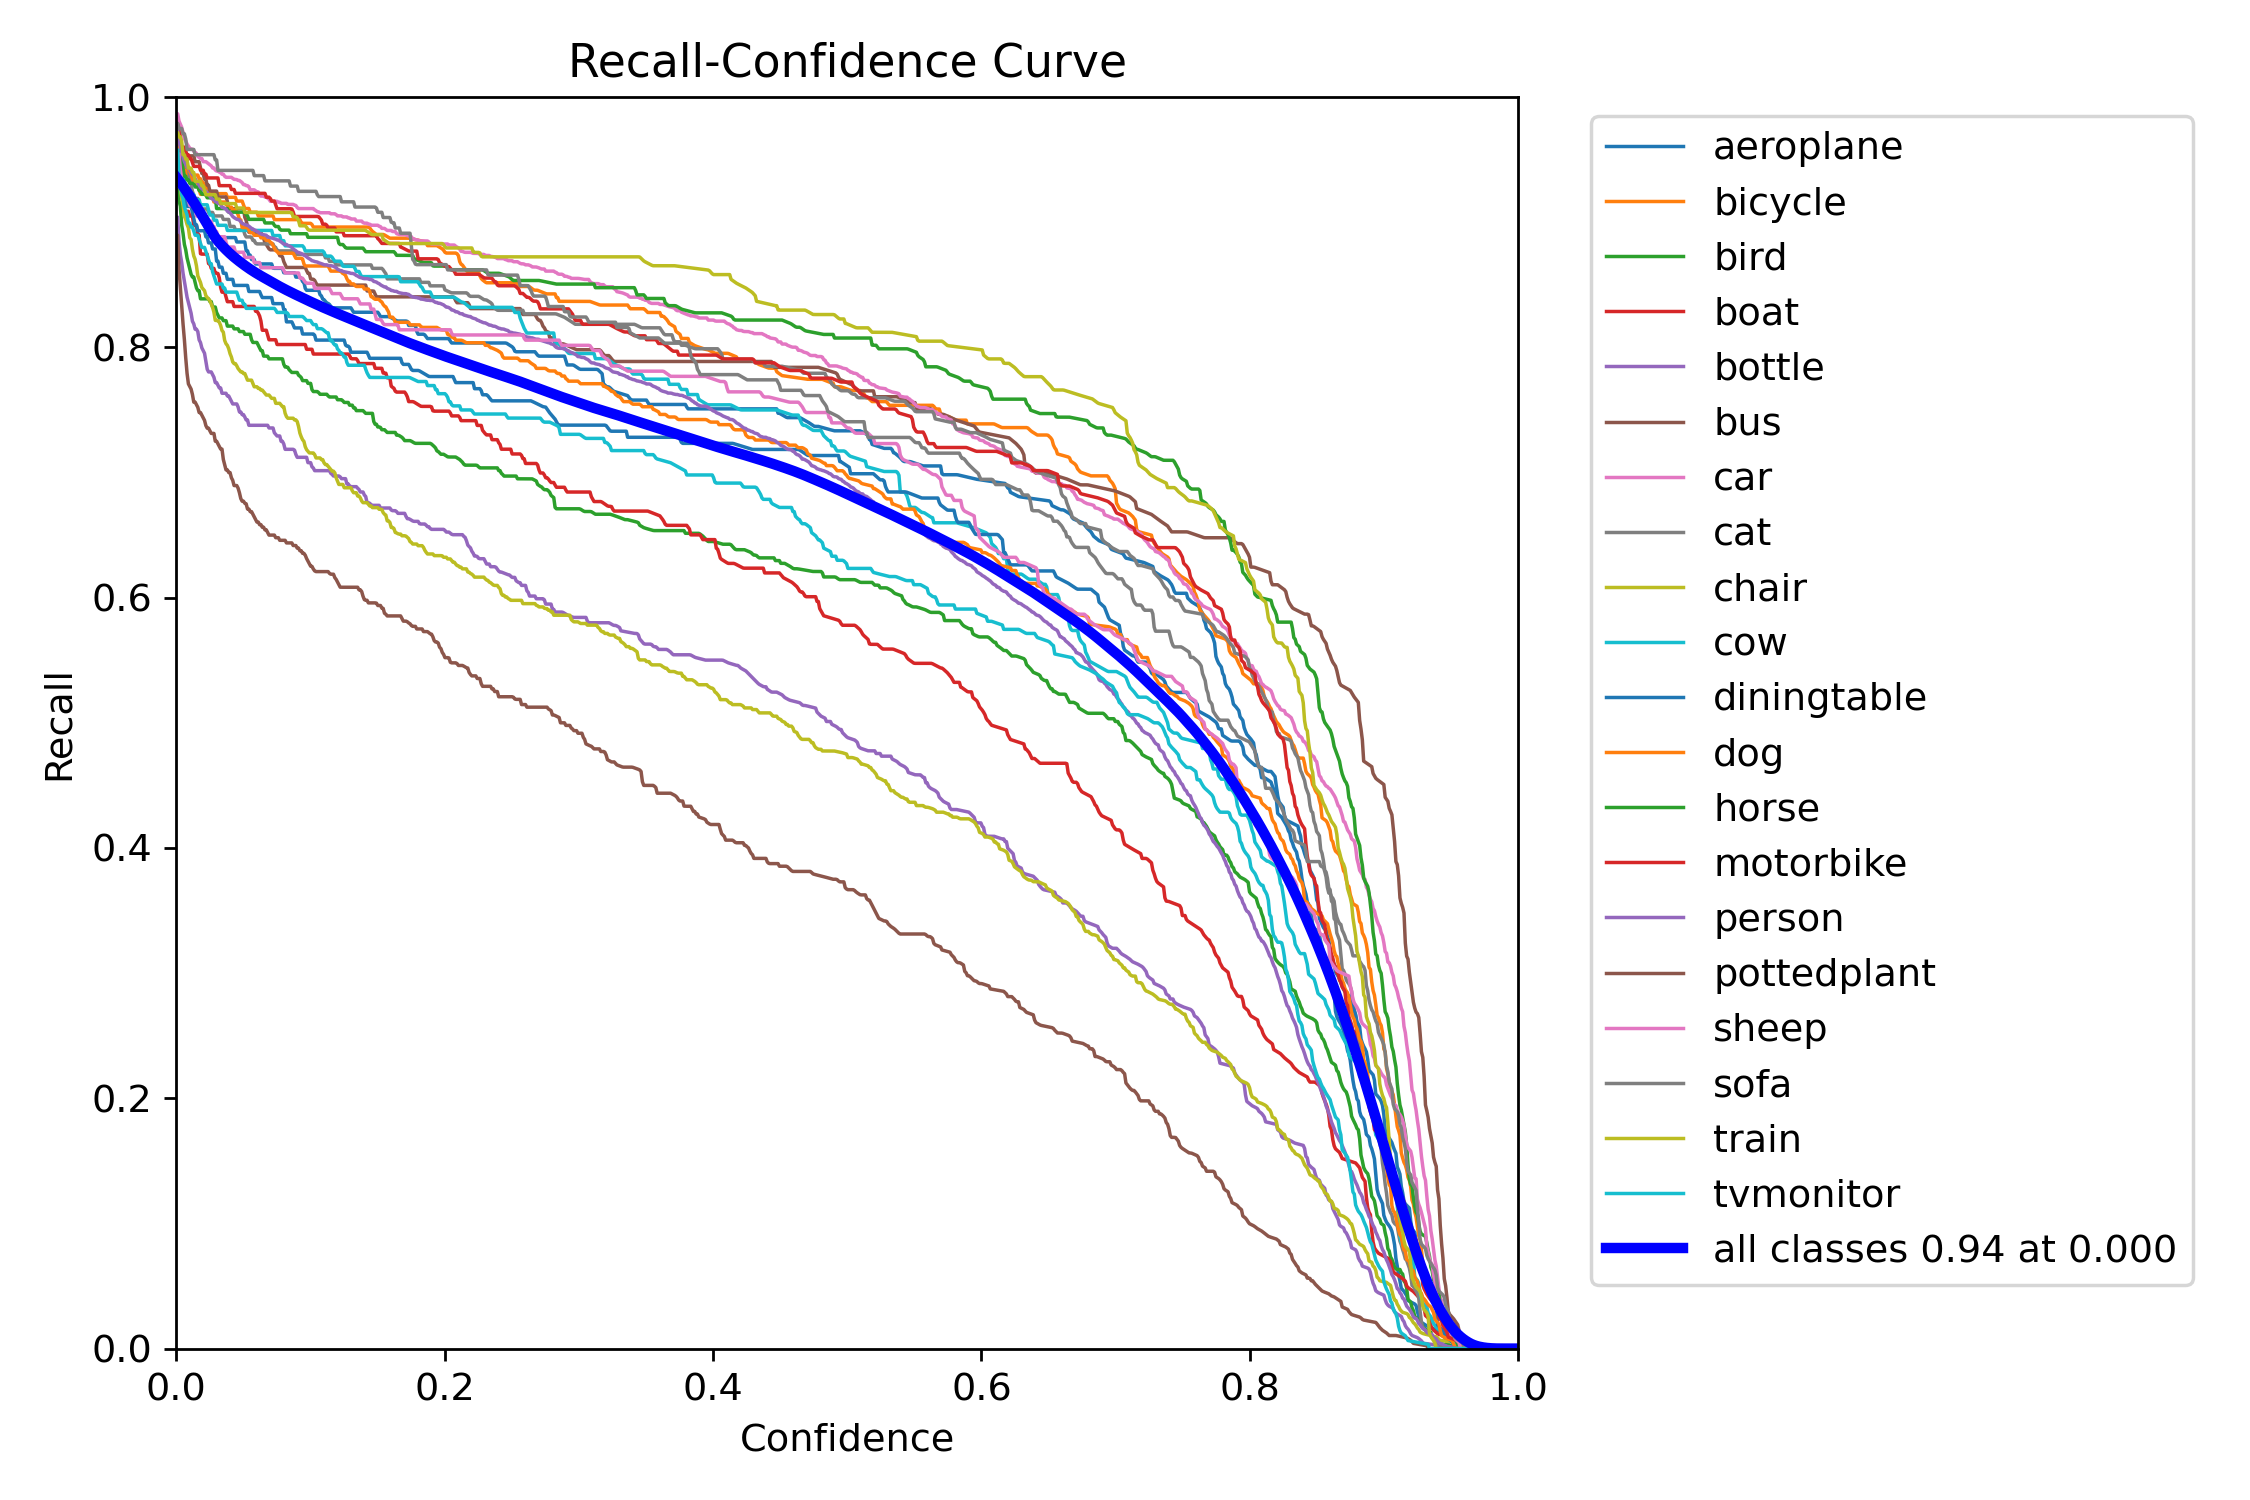 Recall-Confidence Curve
1.0
0.8
0.6
0.4
0.2
0.0
Recall
0.0 0.2 0.4 0.6 0.8 1.0
Confidence
aeroplane
bicycle
bird
boat
bottle
bus
car
cat
chair
cow
diningtable
dog
horse
motorbike
person
pottedplant
sheep
sofa
train
tvmonitor
all classes 0.94 at 0.000